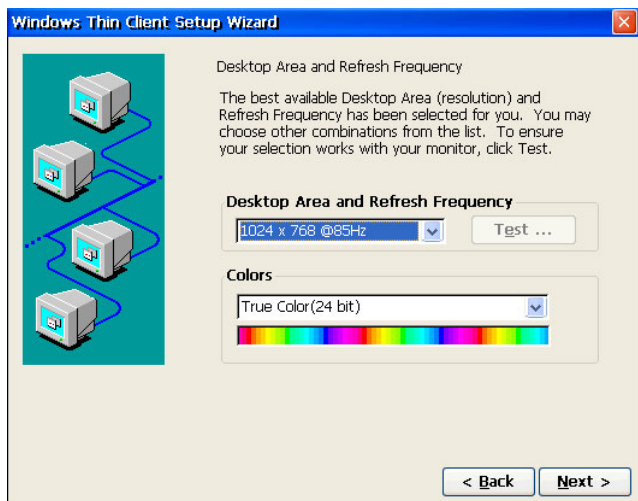 Windows Thin Client Setup Wizard
Desktop Area and Refresh Frequency
The best available Desktop Area (resolution) and
Refresh Frequency has been selected for you. You may
choose other combinations from the list. To ensure
your selection works with your monitor, click Test.
Desktop Area and Refresh Frequency
1024 x 768 @85Hz
Test ...
Colors
True Color(24 bit)
< Back
Next >